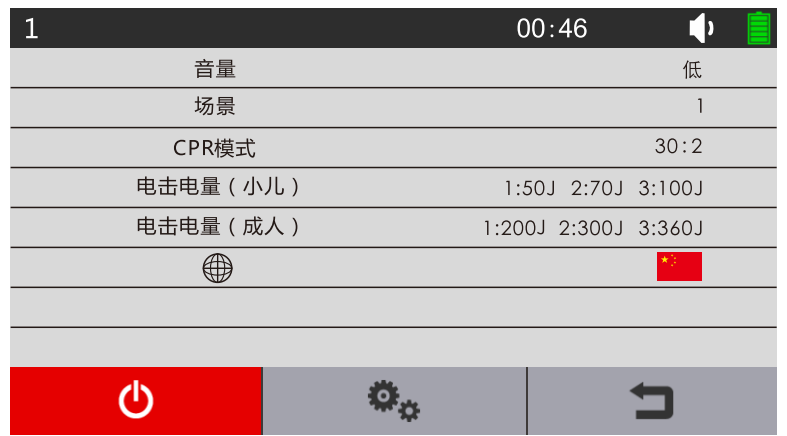 1 00:46
音量 低
场景 1
CPR模式 30:2
电击电量（小儿） 1:50J 2:70J 3:100J
电击电量（成人） 1:200J 2:300J 3:360J